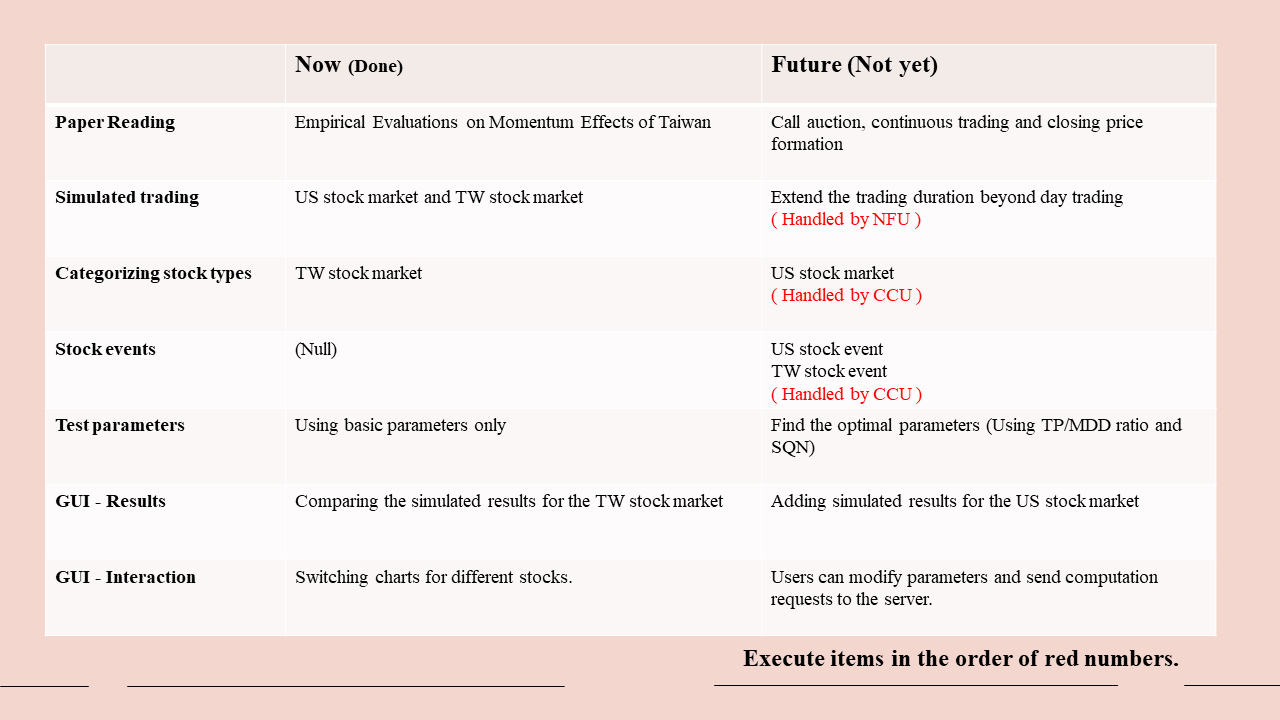 Now (Done)
Future (Not yet)
Paper Reading
Empirical Evaluations on Momentum Effects of Taiwan
Call auction, continuous trading and closing price
formation
Simulated trading
US stock market and TW stock market
Extend the trading duration beyond day trading
( Handled by NFU )
Categorizing stock types
TW stock market
US stock market
( Handled by CCU )
Stock events
(Null)
US stock event
TW stock event
( Handled by CCU )
Test parameters
Using basic parameters only
Find the optimal parameters (Using TP/MDD ratio and
SQN)
GUI - Results
Comparing the simulated results for the TW stock market
Adding simulated results for the US stock market
GUI - Interaction
Switching charts for different stocks.
Users can modify parameters and send computation
requests to the server.
Execute items in the order of red numbers.